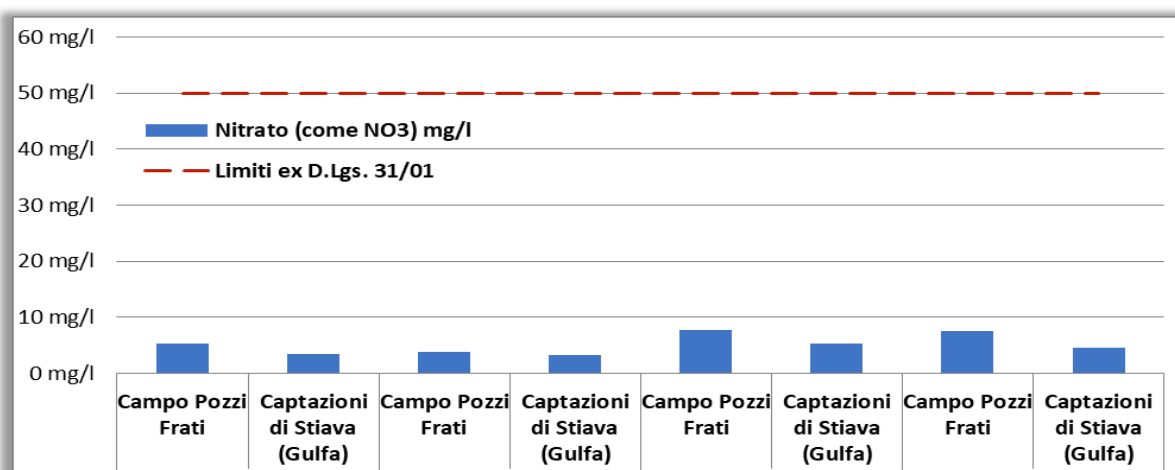 60 mg/l
50 mg/l
Nitrato (come NO3) mg/l
40 mg/l
Limiti ex D.Lgs. 31/01
30 mg/l
20 mg/l
10 mg/l
0 mg/l
Campo Pozzi
Frati
Captazioni
di Stiava
(Gulfa)
Campo Pozzi
Frati
Captazioni
di Stiava
(Gulfa)
Campo Pozzi
Frati
Captazioni
di Stiava
(Gulfa)
Campo Pozzi
Frati
Captazioni
di Stiava
(Gulfa)